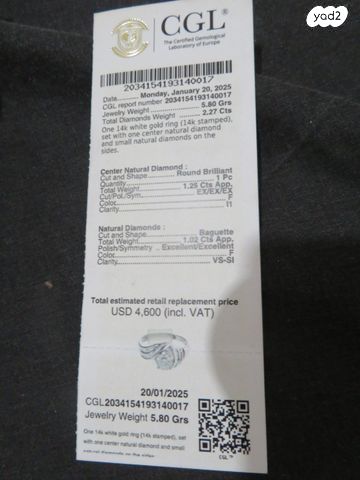 yad2
CGL®
The Certified Gemological
Laboratory of Europe
2034154193140017
Date Monday, January 20, 2025
CGL report number 2034154193140017
Jewelry Weight 5.80 Grs
Total Diamonds Weight 2.27 Cts
One 14k white gold ring (14k stamped),
set with one center natural diamond
and small natural diamonds on the
sides.
Center Natural Diamond :
Cut and Shape Round Brilliant
Quantity 1 Pc
Total Weight 1.25 Cts App.
Cut/Pol./Sym. EX/EX/EX
Color F
Clarity I1
Natural Diamonds :
Cut and Shape Baguette
Total Weight 1.02 Cts App.
Polish/Symmetry Excellent/Excellent
Color F
Clarity VS-SI
Total estimated retail replacement price
USD 4,600 (incl. VAT)
20/01/2025
CGL2034154193140017
Jewelry Weight 5.80 Grs
One 14k white gold ring (14k stamped), set
with one center natural diamond and small
natural diamonds on the sides
CGL™